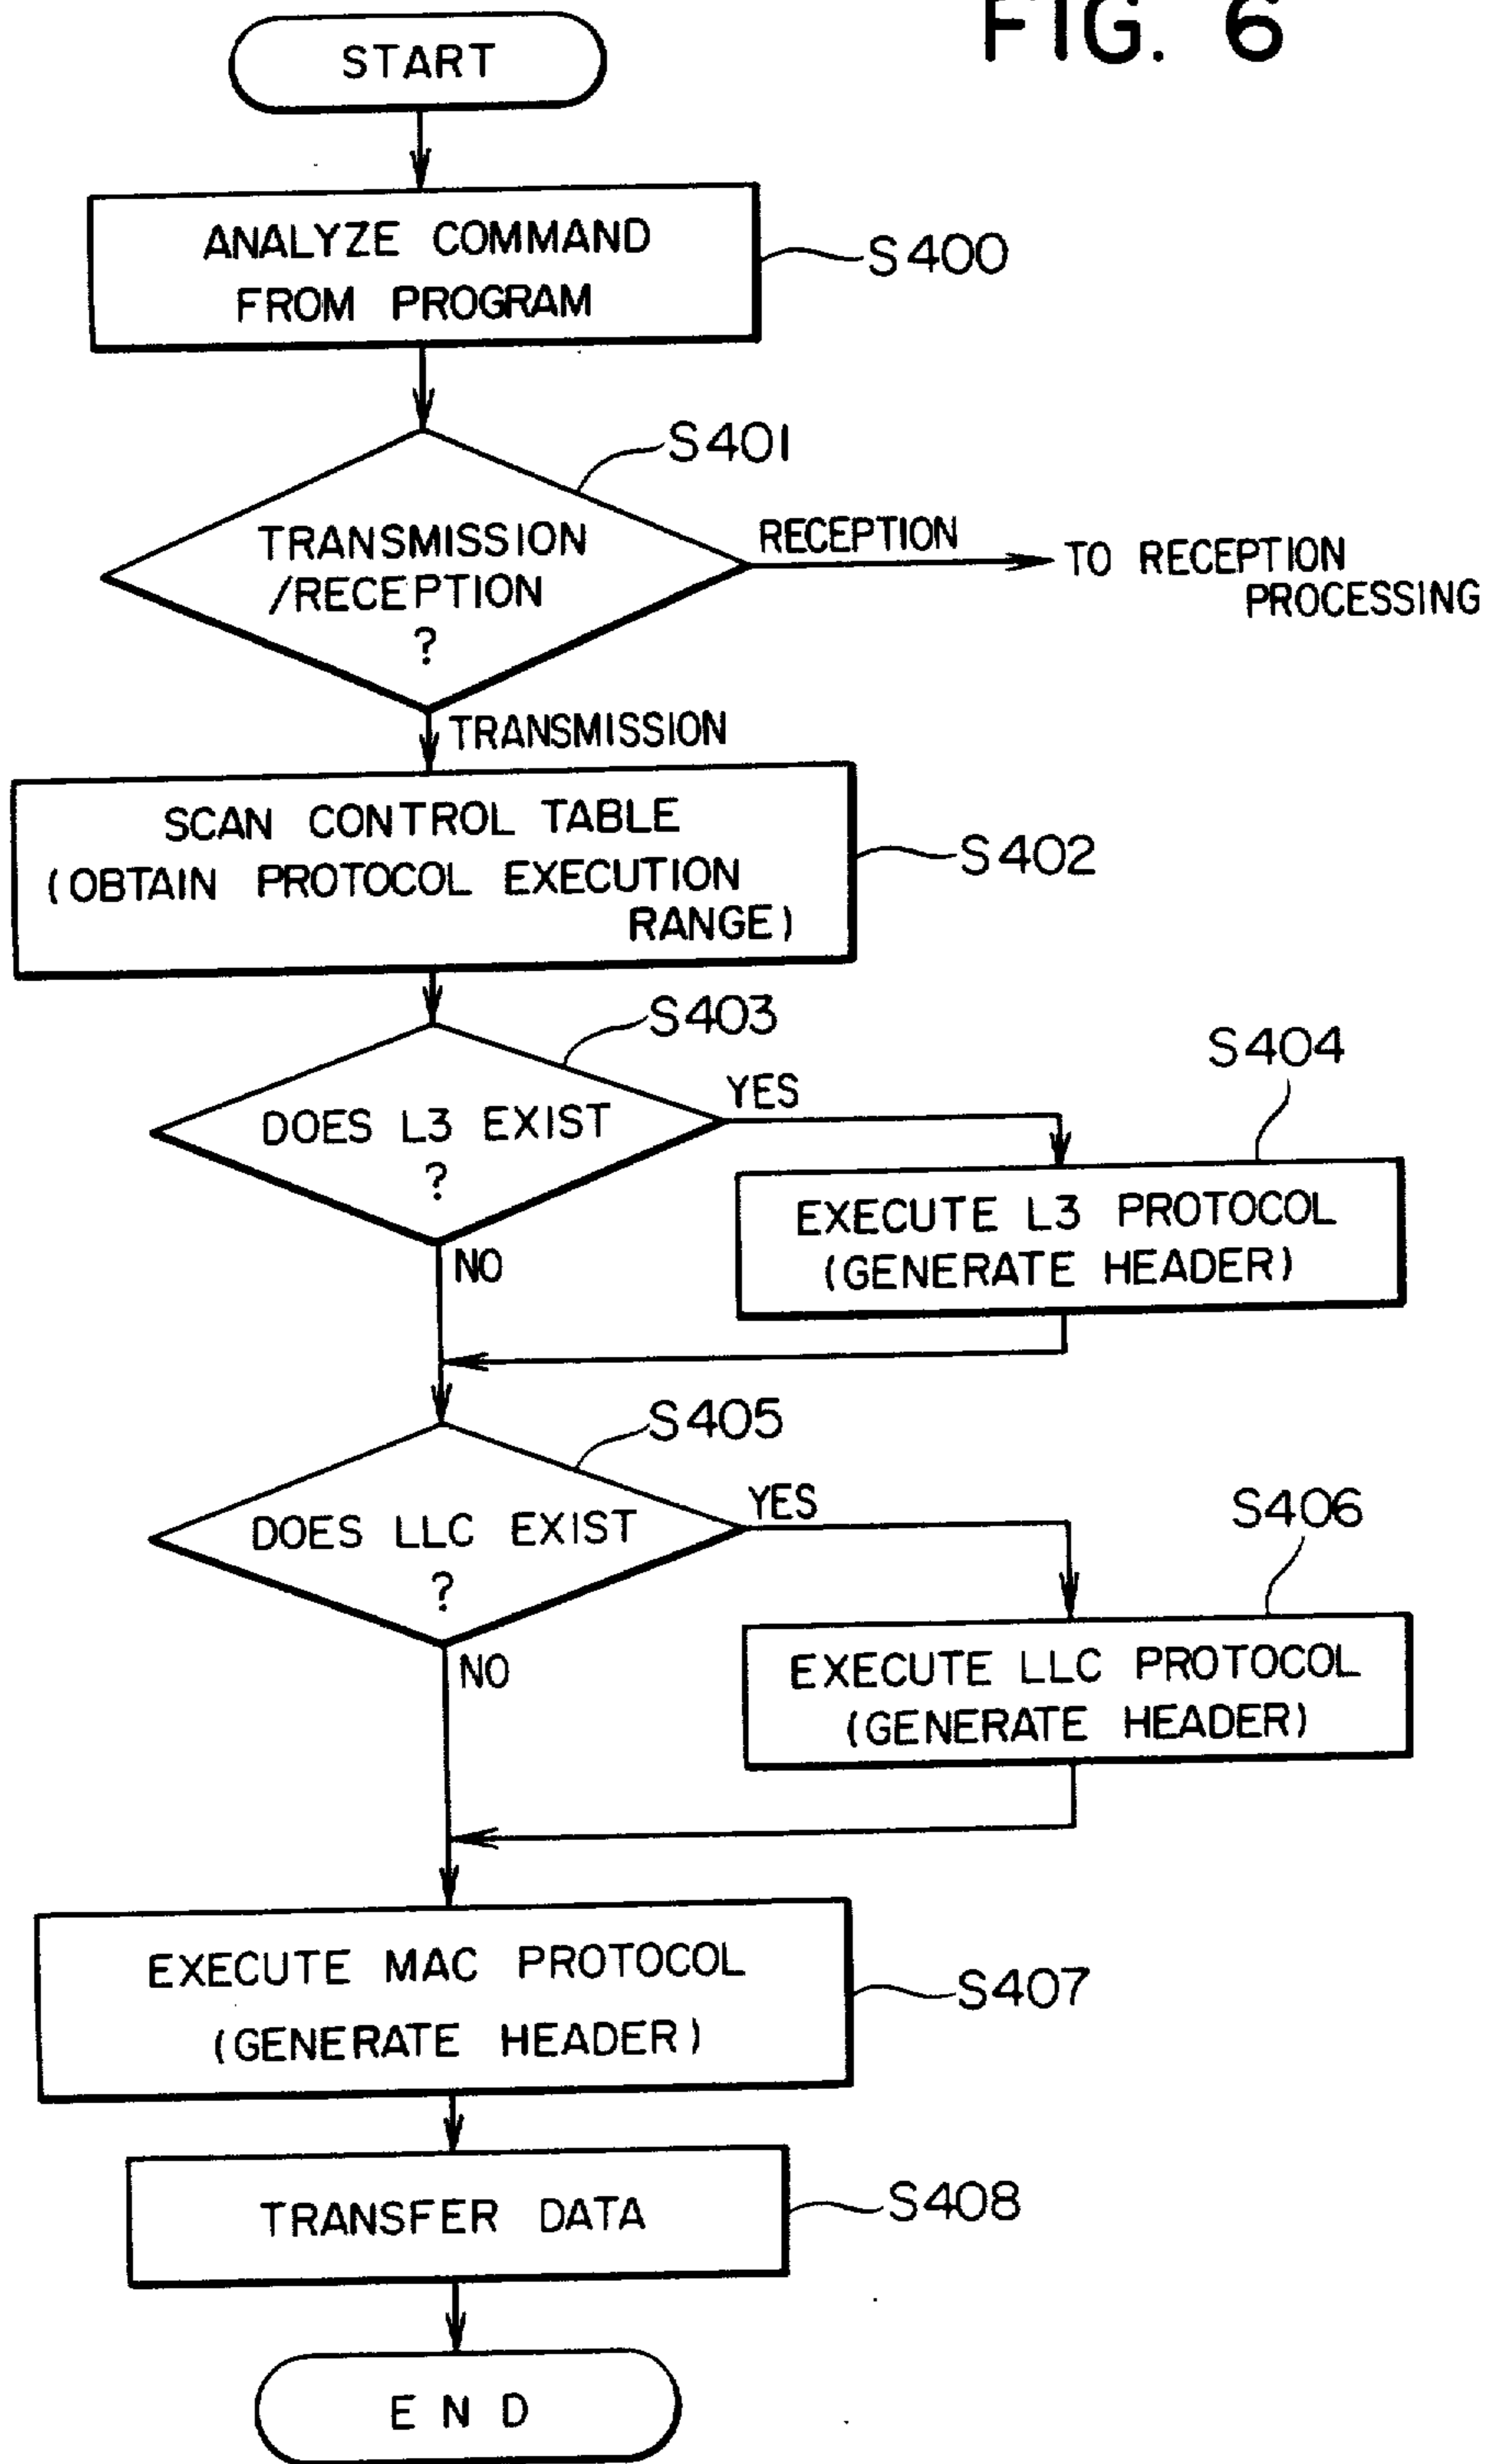 FIG. 6
START
ANALYZE COMMAND
FROM PROGRAM
S400
S401
TRANSMISSION
/RECEPTION
?
RECEPTION
TO RECEPTION
PROCESSING
TRANSMISSION
SCAN CONTROL TABLE
(OBTAIN PROTOCOL EXECUTION
RANGE)
S402
S403
DOES L3 EXIST
?
YES
NO
S404
EXECUTE L3 PROTOCOL
(GENERATE HEADER)
S405
DOES LLC EXIST
?
YES
NO
S406
EXECUTE LLC PROTOCOL
(GENERATE HEADER)
EXECUTE MAC PROTOCOL
(GENERATE HEADER)
S407
TRANSFER DATA
S408
END